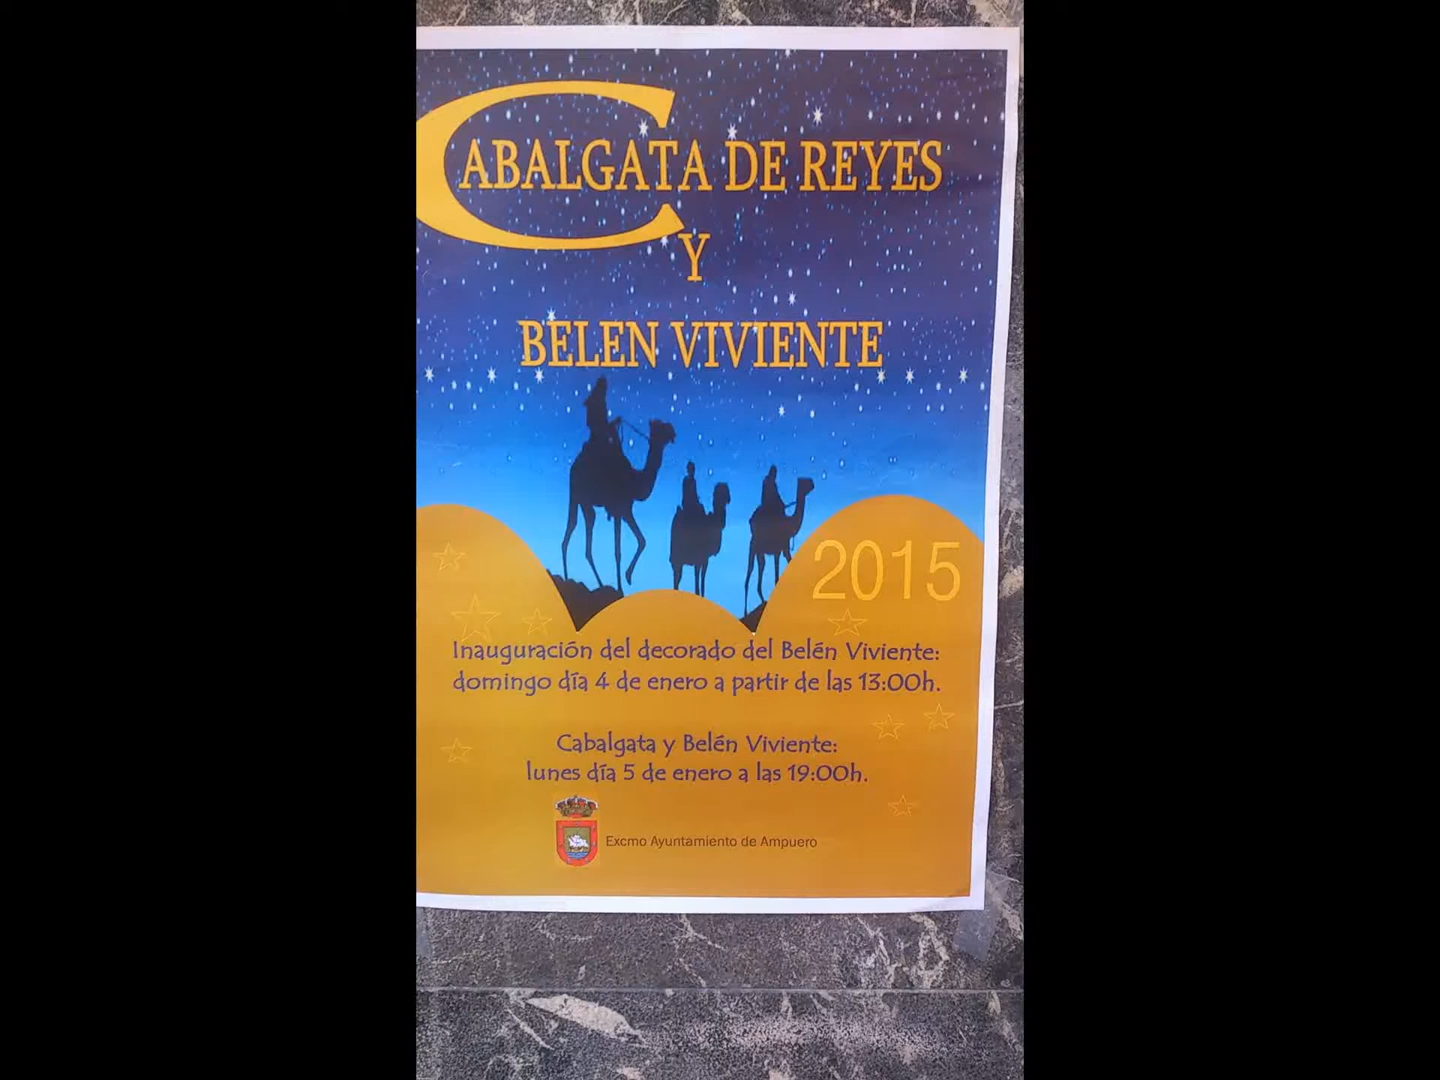 CABALGATA DE REYES
Y
BELEN VIVIENTE
2015
Inauguración del decorado del Belén Viviente:
domingo día 4 de enero a partir de las 13:00h.
Cabalgata y Belén Viviente:
lunes día 5 de enero a las 19:00h.
Excmo Ayuntamiento de Ampuero